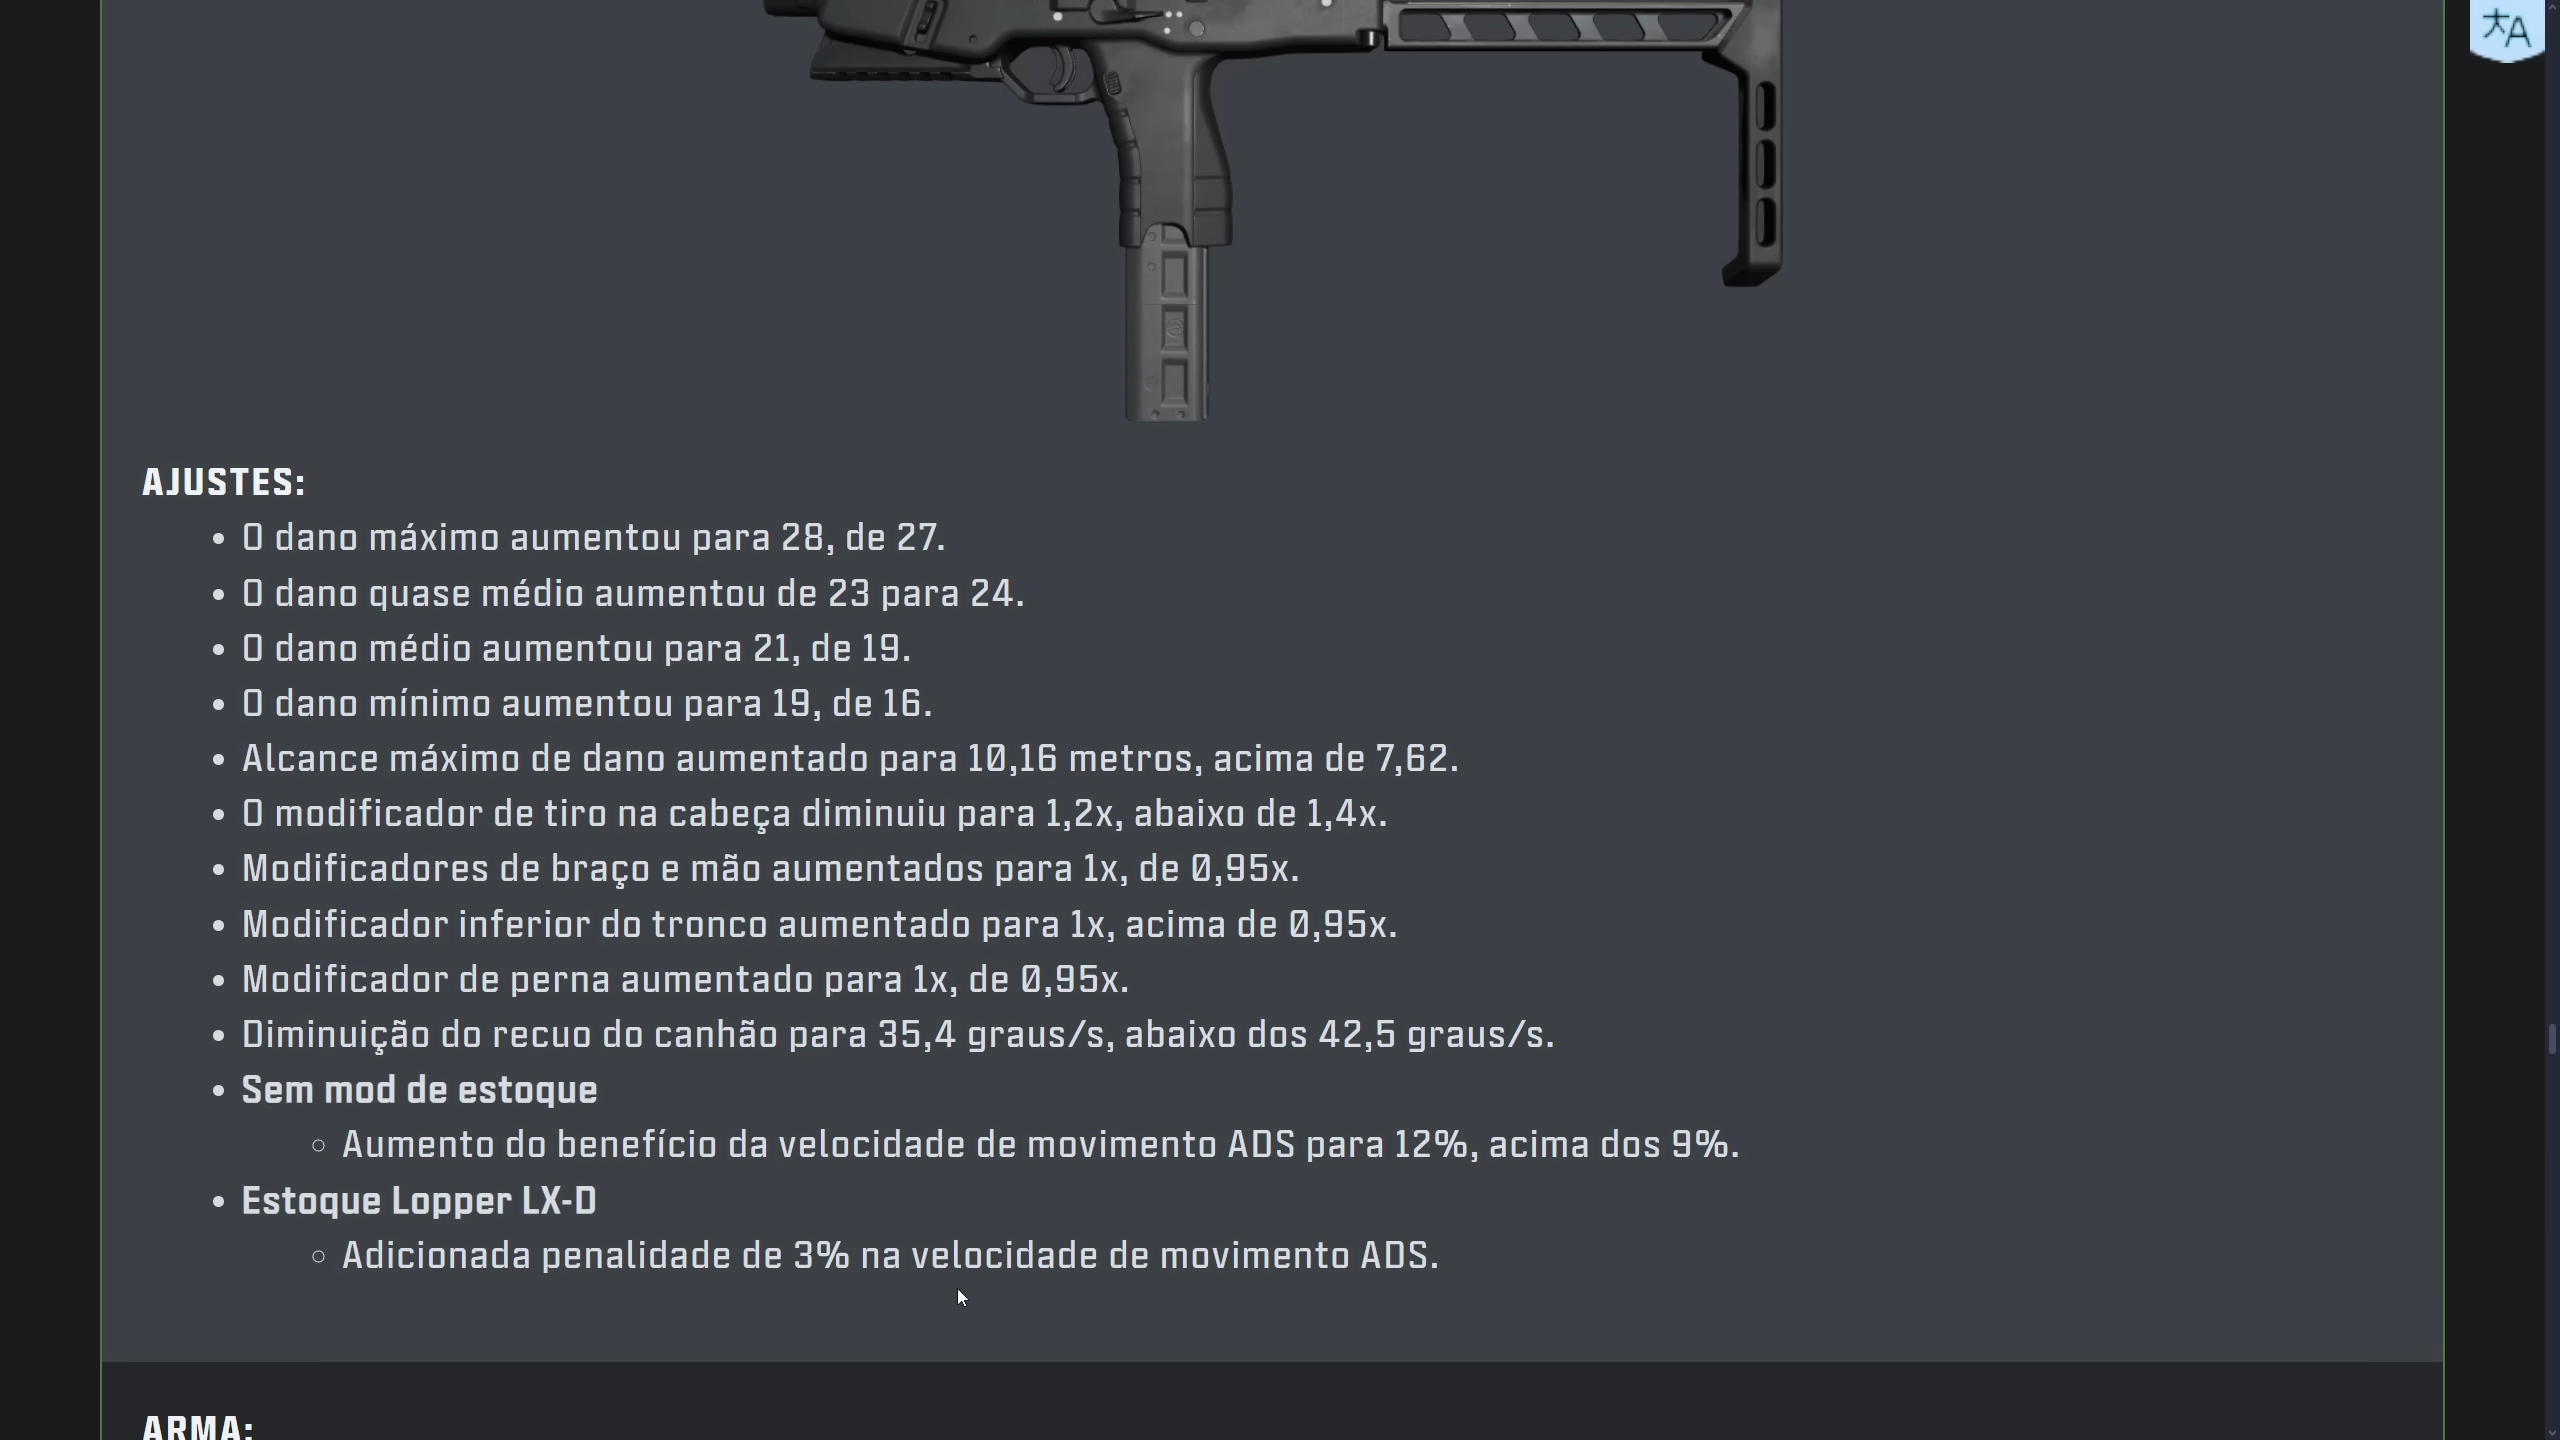 大A
AJUSTES:
O dano máximo aumentou para 28, de 27.
O dano quase médio aumentou de 23 para 24.
O dano médio aumentou para 21, de 19.
O dano mínimo aumentou para 19, de 16.
Alcance máximo de dano aumentado para 10,16 metros, acima de 7,62.
O modificador de tiro na cabeça diminuiu para 1,2x, abaixo de 1,4x.
Modificadores de braço e mão aumentados para 1x, de 0,95x.
Modificador inferior do tronco aumentado para 1x, acima de 0,95x.
Modificador de perna aumentado para 1x, de 0,95x.
Diminuição do recuo do canhão para 35,4 graus/s, abaixo dos 42,5 graus/s.
Sem mod de estoque
Aumento do benefício da velocidade de movimento ADS para 12%, acima dos 9%.
Estoque Lopper LX-D
Adicionada penalidade de 3% na velocidade de movimento ADS.
ARMA: